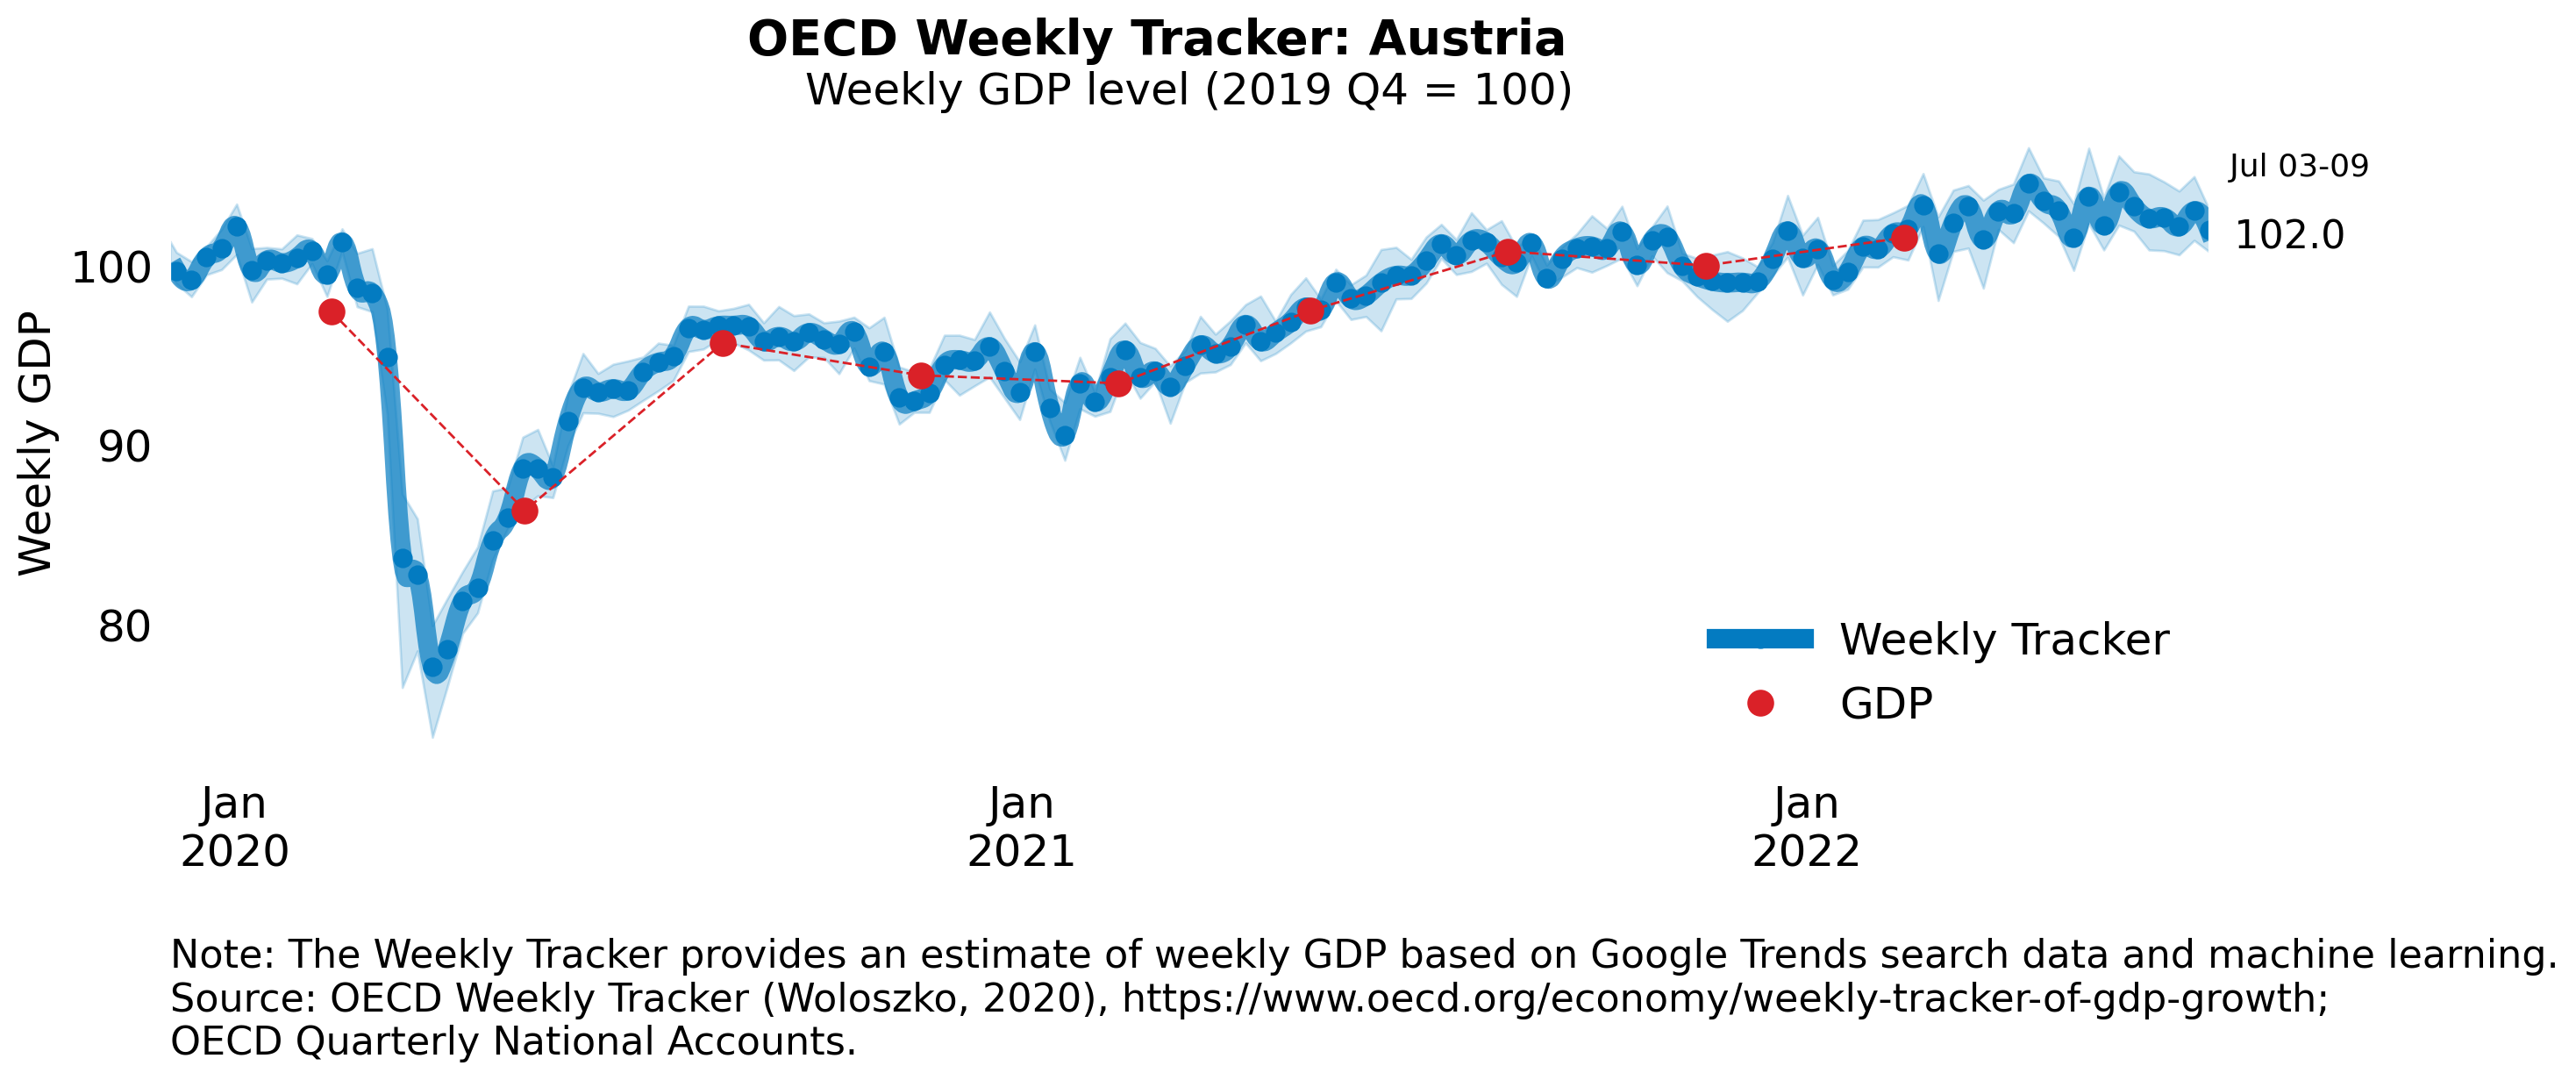 OECD Weekly Tracker: Austria
Weekly GDP level (2019 Q4 = 100)
Jul 03-09
102.0
Weekly GDP
100
90
80
Weekly Tracker
GDP
Jan
2020
Jan
2021
Jan
2022
Note: The Weekly Tracker provides an estimate of weekly GDP based on Google Trends search data and machine learning.
Source: OECD Weekly Tracker (Woloszko, 2020), https://www.oecd.org/economy/weekly-tracker-of-gdp-growth;
OECD Quarterly National Accounts.